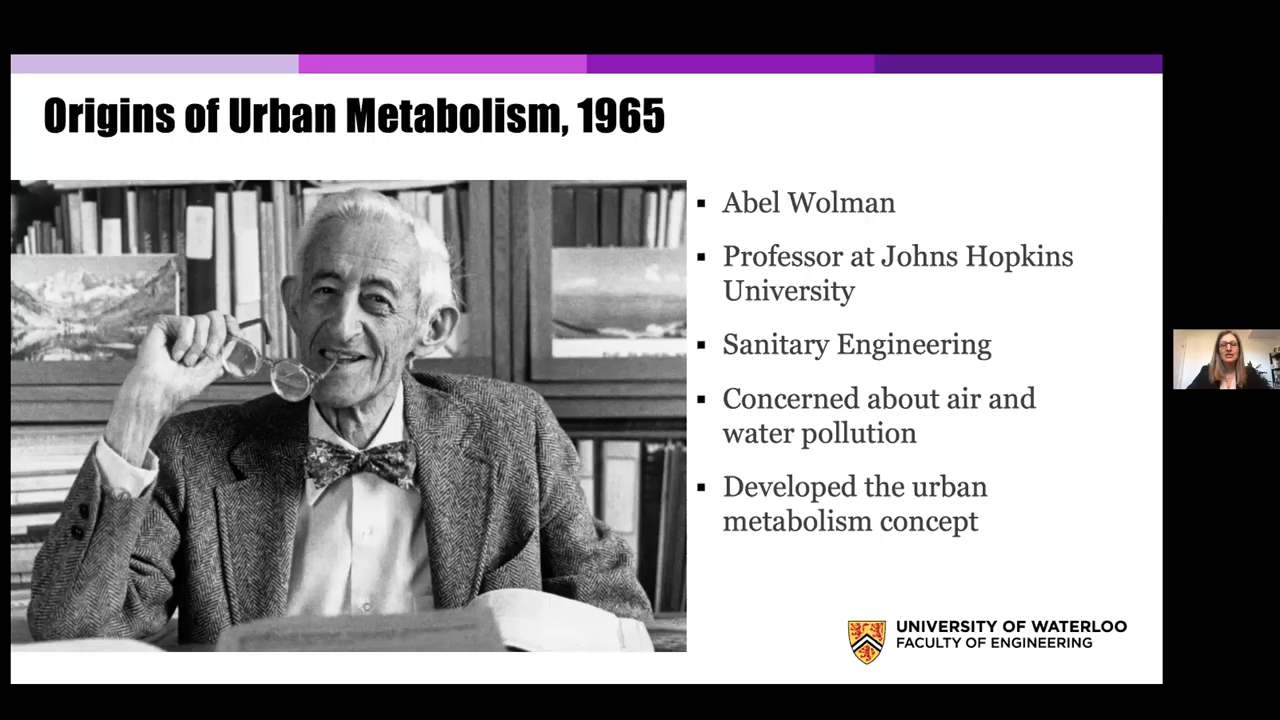 Origins of Urban Metabolism, 1965
▪ Abel Wolman
▪ Professor at Johns Hopkins
University
▪ Sanitary Engineering
▪ Concerned about air and
water pollution
▪ Developed the urban
metabolism concept
UNIVERSITY OF WATERLOO
FACULTY OF ENGINEERING